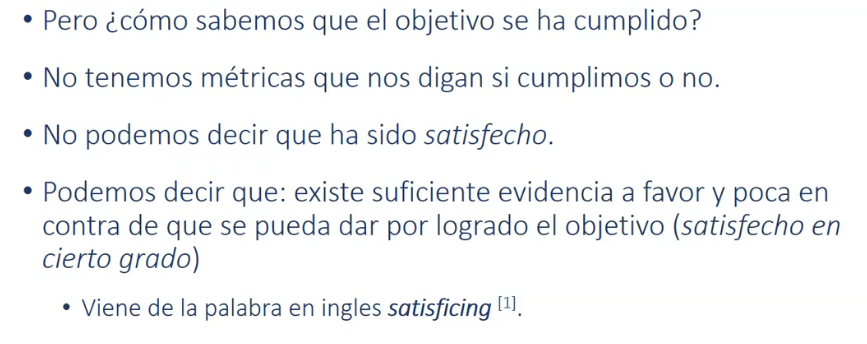 • Pero ¿cómo sabemos que el objetivo se ha cumplido?
• No tenemos métricas que nos digan si cumplimos o no.
• No podemos decir que ha sido satisfecho.
• Podemos decir que: existe suficiente evidencia a favor y poca en
contra de que se pueda dar por logrado el objetivo (satisfecho en
cierto grado)
• Viene de la palabra en ingles satisficing [1].